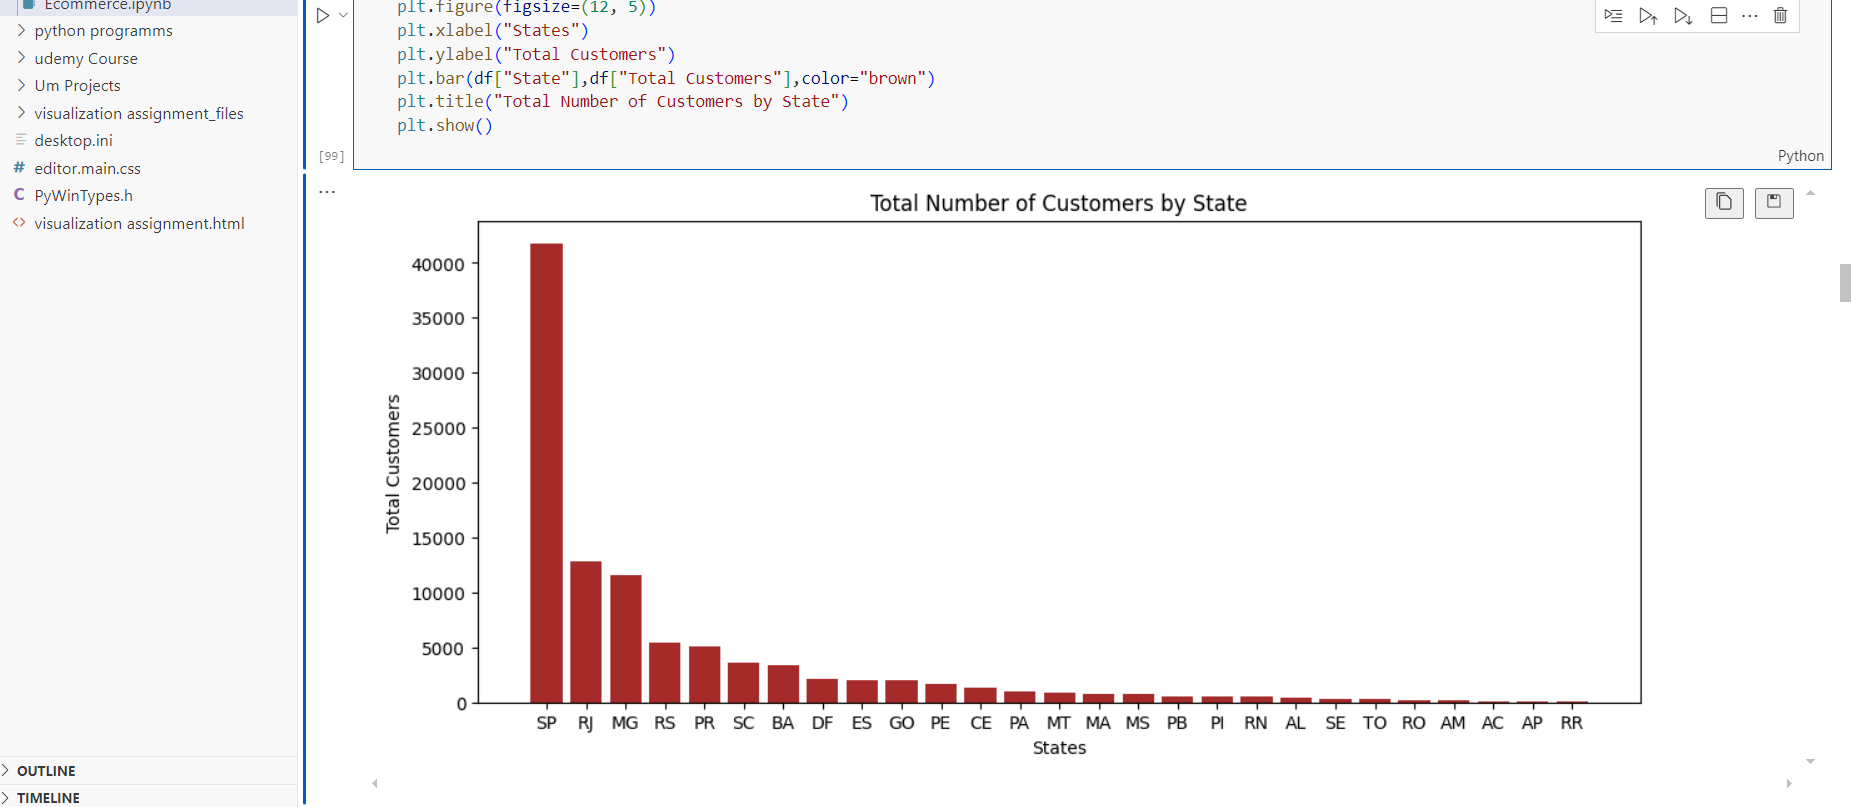 Ecommerce.ipynb
python programms
udemy Course
Um Projects
visualization assignment_files
desktop.ini
# editor.main.css
C PyWinTypes.h
<> visualization assignment.html
OUTLINE
TIMELINE
plt.figure(figsize=(12, 5))
plt.xlabel("States")
plt.ylabel("Total Customers")
plt.bar(df["State"],df["Total Customers"],color="brown")
plt.title("Total Number of Customers by State")
plt.show()
[99]
Python
...
Total Number of Customers by State
Total Customers
40000
35000
30000
25000
20000
15000
10000
5000
0
SP RJ MG RS PR SC BA DF ES GO PE CE PA MT MA MS PB PI RN AL SE TO RO AM AC AP RR
States